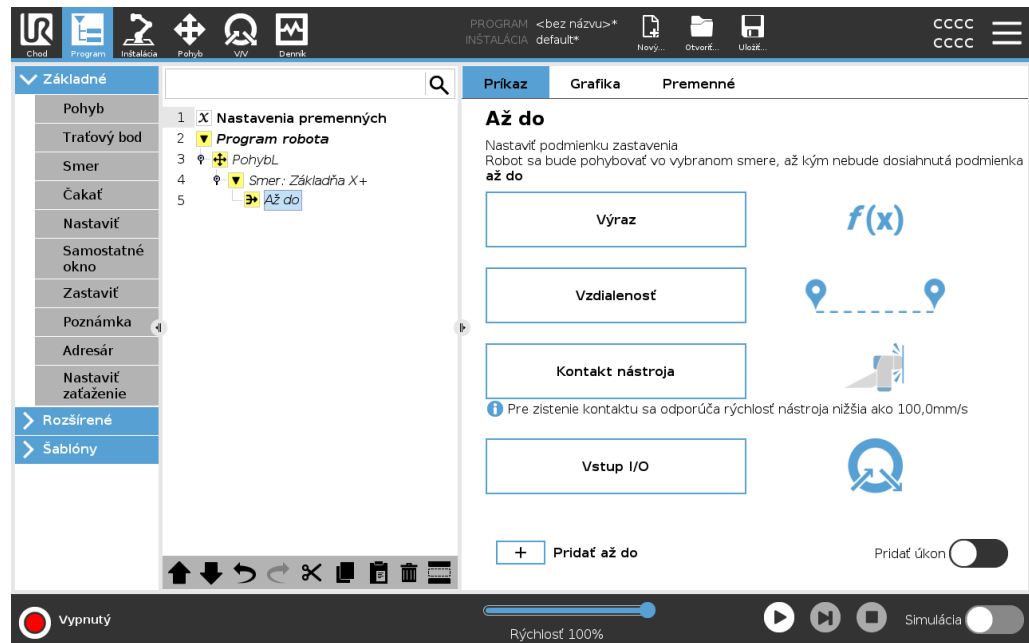 UR
Chod
Program
Inštalácia
Pohyb
V/V
Denník
PROGRAM <bez názvu>*
INŠTALÁCIA default*
Nový...
Otvoriť...
Uložiť...
CCCC
CCCC
Základné
Pohyb
Traťový bod
Smer
Čakať
Nastaviť
Samostatné
okno
Zastaviť
Poznámka
Adresár
Nastaviť
zaťaženie
Rozšírené
Šablóny
1 X Nastavenia premenných
2 Program robota
3 PohybL
4 Smer: Základňa X+
5 Až do
Príkaz Grafika Premenné
Až do
Nastaviť podmienku zastavenia
Robot sa bude pohybovať vo vybranom smere, až kým nebude dosiahnutá podmienka
až do
Výraz
f(x)
Vzdialenosť
Kontakt nástroja
Pre zistenie kontaktu sa odporúča rýchlosť nástroja nižšia ako 100,0mm/s
Vstup I/O
+ Pridať až do
Pridať úkon
Vypnutý
Rýchlosť 100%
Simulácia